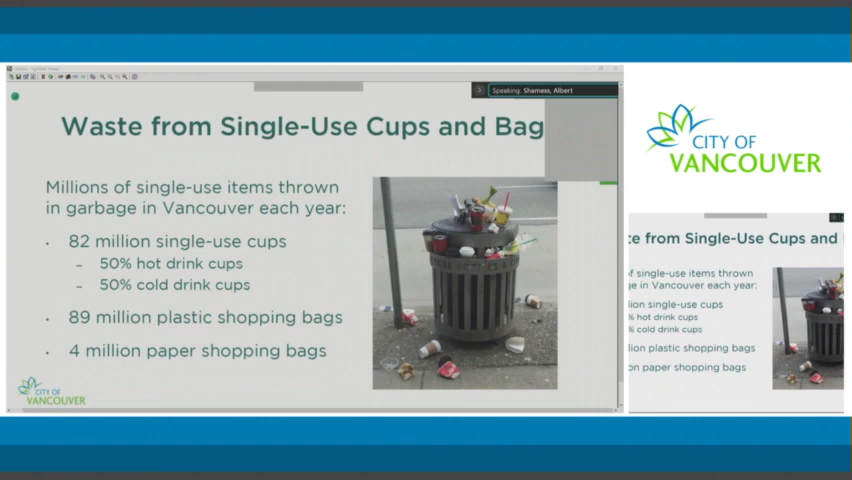 Speaking: Shamess, Albert
Waste from Single-Use Cups and Bag
Millions of single-use items thrown
in garbage in Vancouver each year:
• 82 million single-use cups
– 50% hot drink cups
– 50% cold drink cups
• 89 million plastic shopping bags
• 4 million paper shopping bags
CITY OF
VANCOUVER
CITY OF
VANCOUVER
te from Single-Use Cups and
of single-use items thrown
ge in Vancouver each year:
lion single-use cups
% hot drink cups
% cold drink cups
lion plastic shopping bags
on paper shopping bags